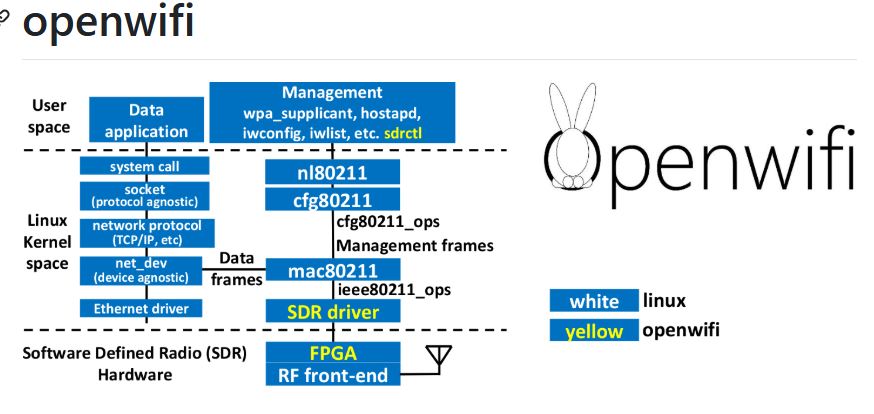 openwifi
User
space
Data
application
Management
wpa_supplicant, hostapd,
iwconfig, iwlist, etc. sdrctl
Linux
Kernel
space
system call
socket
(protocol agnostic)
network protocol
(TCP/IP, etc)
net_dev
(device agnostic)
Ethernet driver
Data
frames
nl80211
cfg80211
cfg80211_ops
Management frames
mac80211
ieee80211_ops
SDR driver
Software Defined Radio (SDR)
Hardware
FPGA
RF front-end
Openwifi
white linux
yellow openwifi